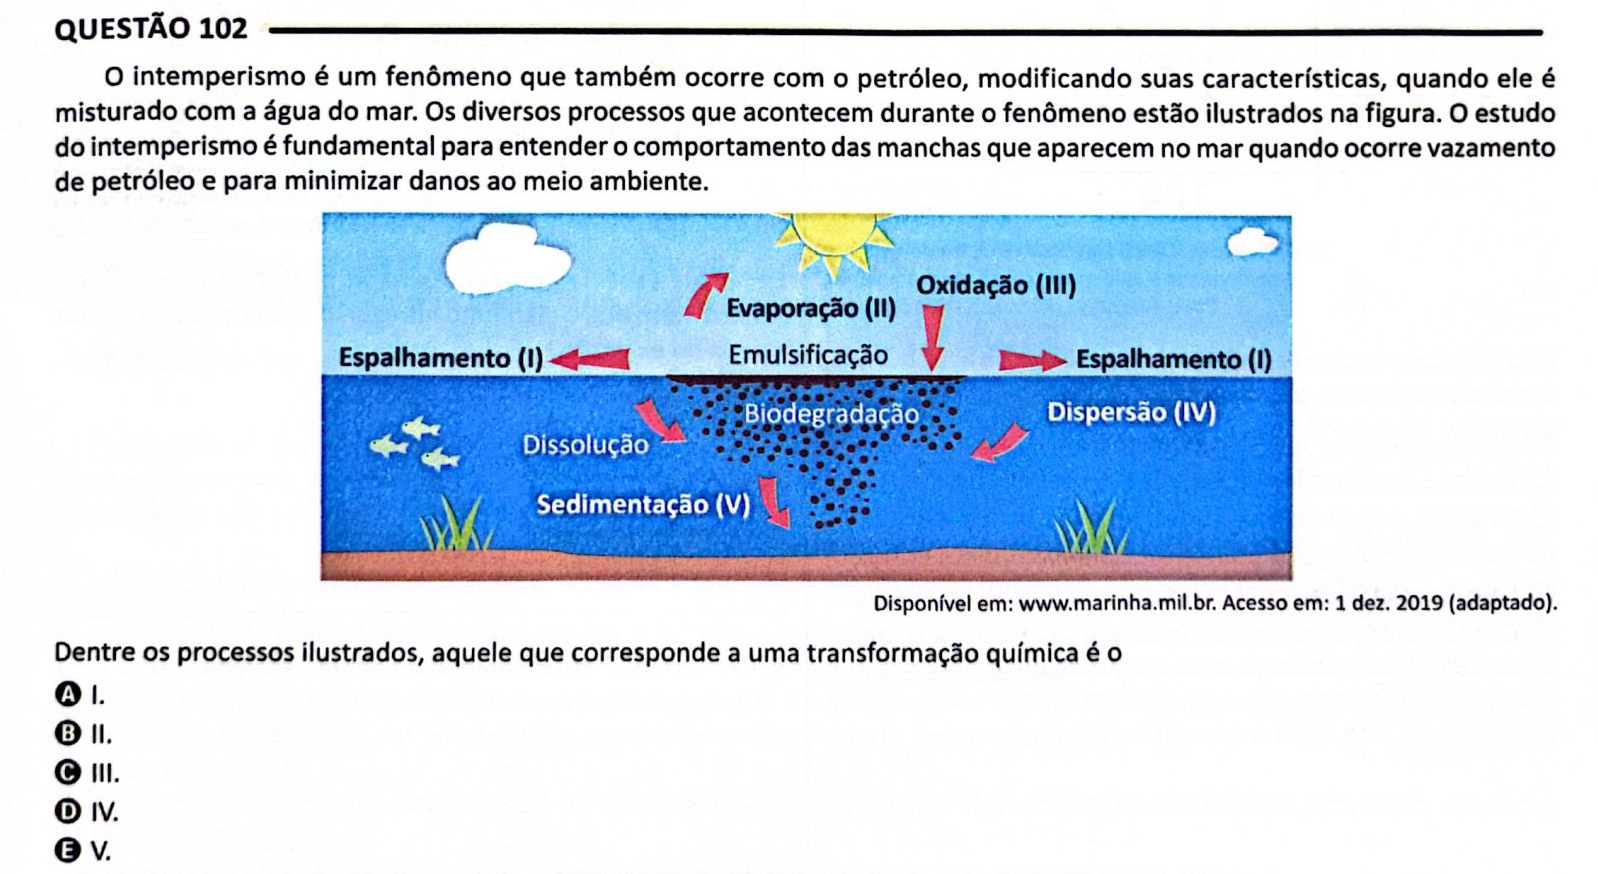 QUESTÃO 102
O intemperismo é um fenômeno que também ocorre com o petróleo, modificando suas características, quando ele é
misturado com a água do mar. Os diversos processos que acontecem durante o fenômeno estão ilustrados na figura. O estudo
do intemperismo é fundamental para entender o comportamento das manchas que aparecem no mar quando ocorre vazamento
de petróleo e para minimizar danos ao meio ambiente.
Oxidação (III)
Evaporação (II)
Espalhamento (I)
Emulsificação
Espalhamento (I)
Biodegradação
Dispersão (IV)
Dissolução
Sedimentação (V)
Disponível em: www.marinha.mil.br. Acesso em: 1 dez. 2019 (adaptado).
Dentre os processos ilustrados, aquele que corresponde a uma transformação química é o
A I.
B II.
C III.
D IV.
E V.